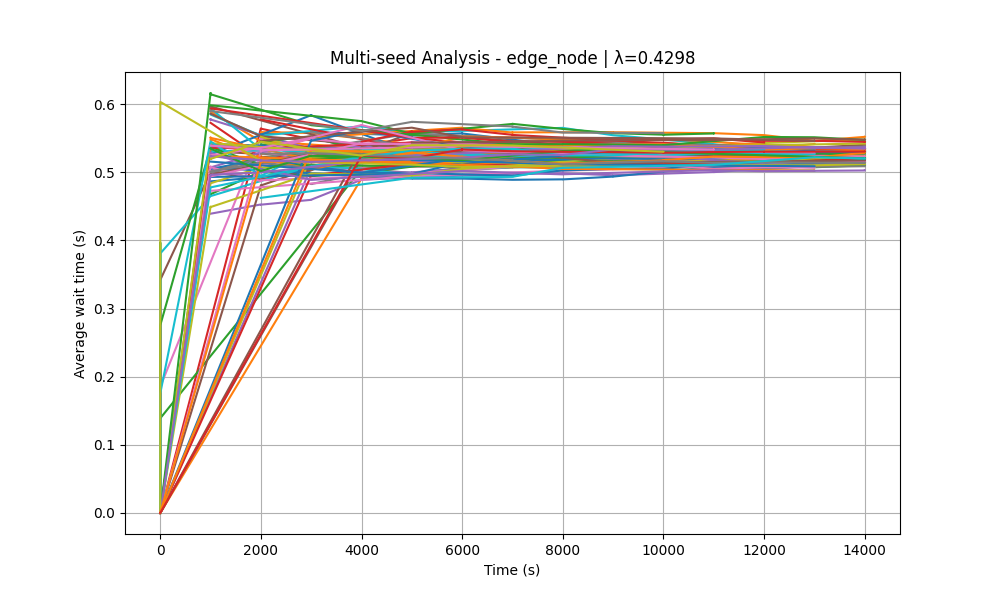 Multi-seed Analysis - edge_node | λ=0.4298
0.6
0.5
0.4
0.3
0.2
0.1
0.0
Average wait time (s)
0 2000 4000 6000 8000 10000 12000 14000
Time (s)